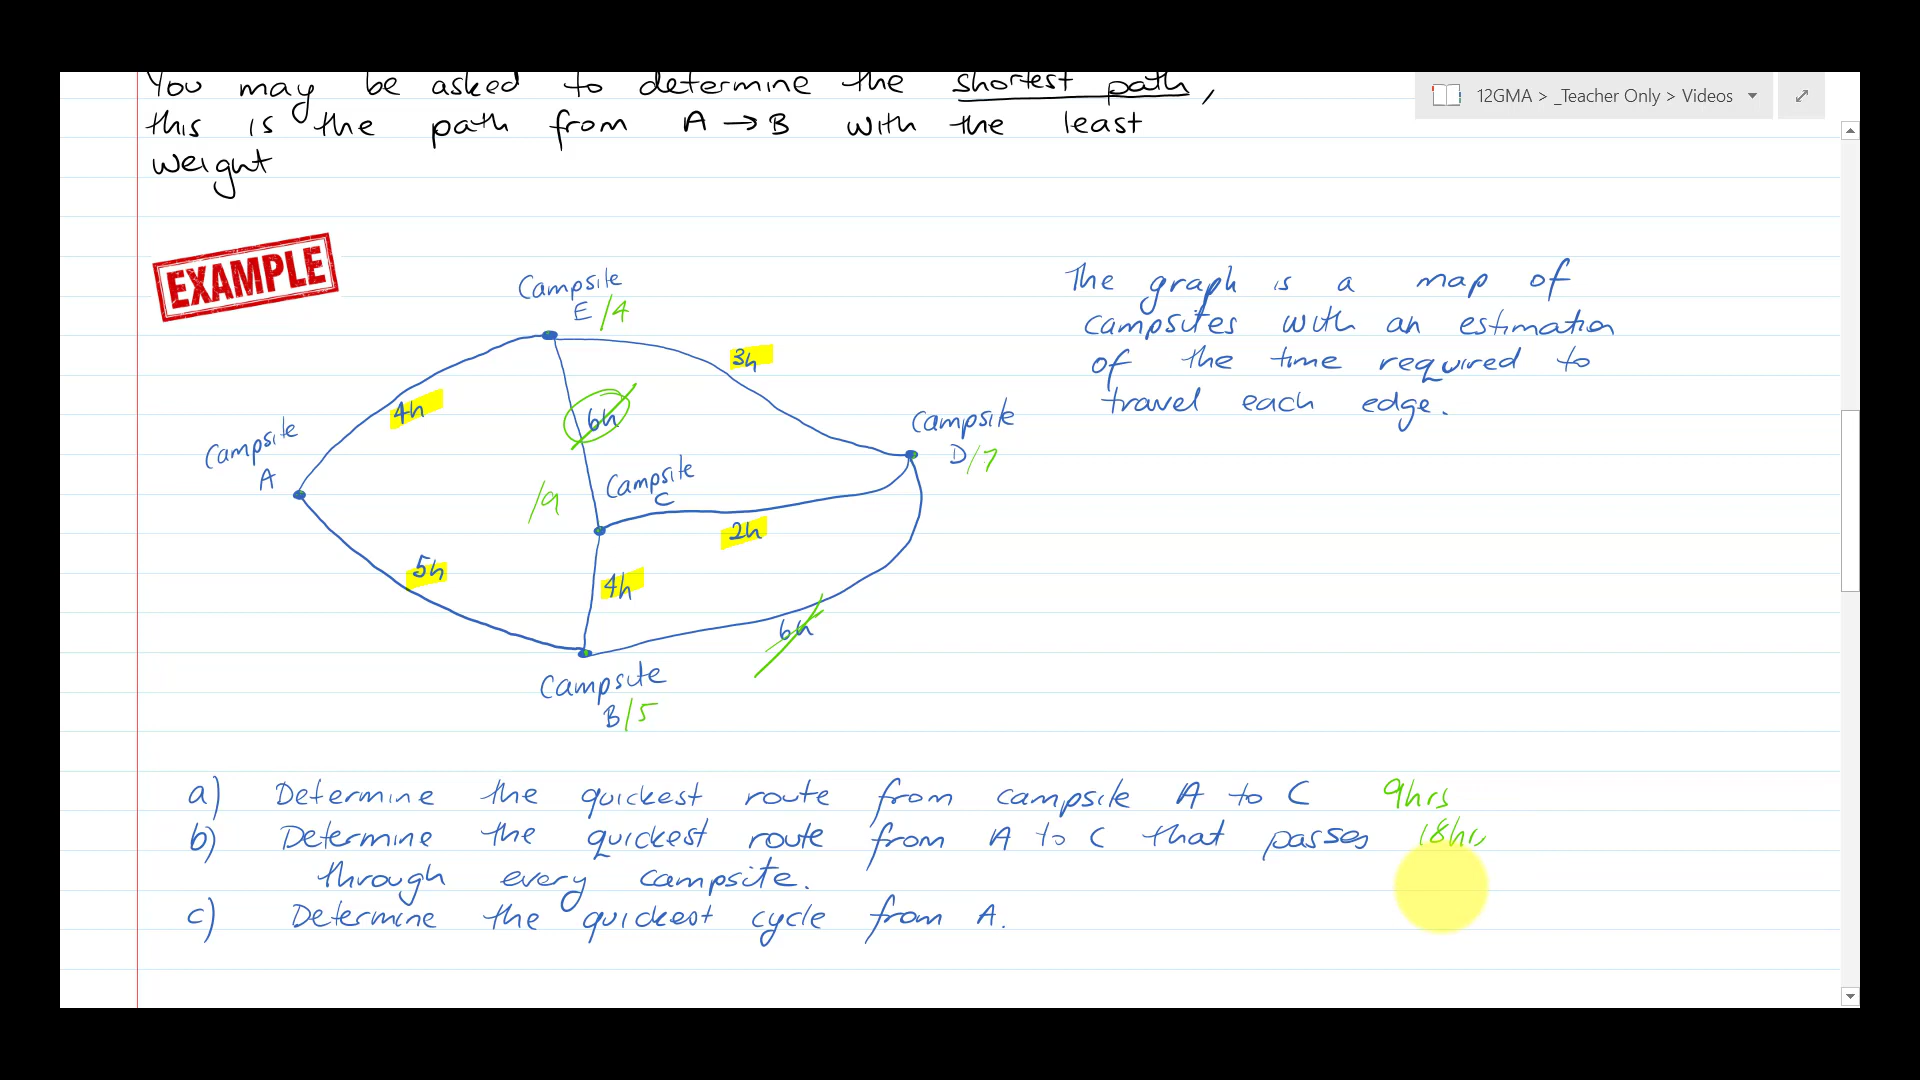 You may be asked to determine the shortest path,
this is the path from A → B with the least
weight
12GMA > _Teacher Only > Videos
EXAMPLE
Campsite
E /4
The graph is a map of
campsites with an estimation
of the time required to
travel each edge.
3h
4h
6h
Campsite
A
Campsite
D/7
Campsite
C
/9
2h
5h
4h
6h
Campsite
B/5
a) Determine the quickest route from campsite A to C 9hrs
b) Determine the quickest route from A to C that passes 18hrs
through every campsite.
c) Determine the quickest cycle from A.